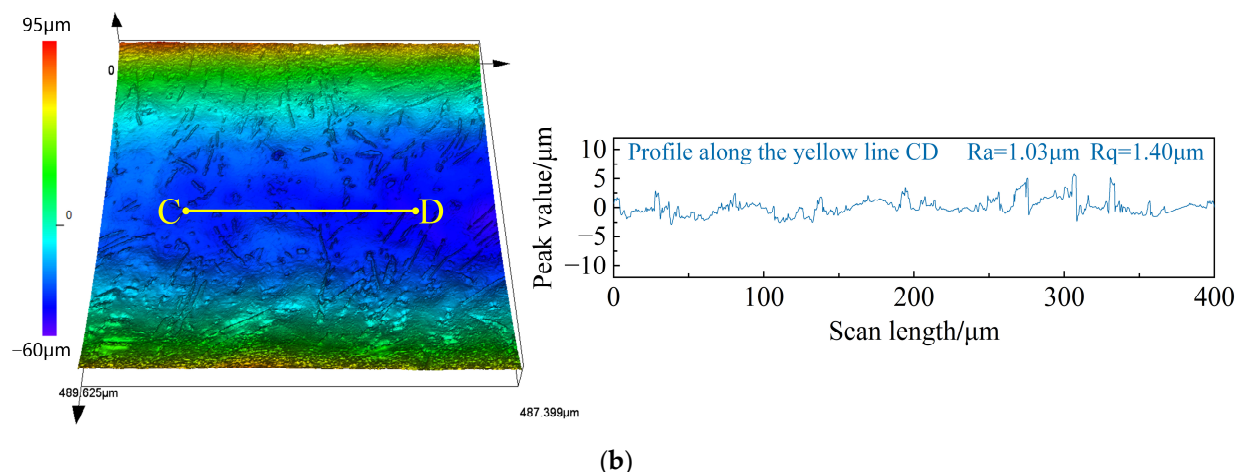 95µm
0
0
−60µm
C
D
489.625µm
487.399µm
Peak value/µm
10
5
0
−5
−10
Profile along the yellow line CD Ra=1.03µm Rq=1.40µm
0 100 200 300 400
Scan length/µm
(b)